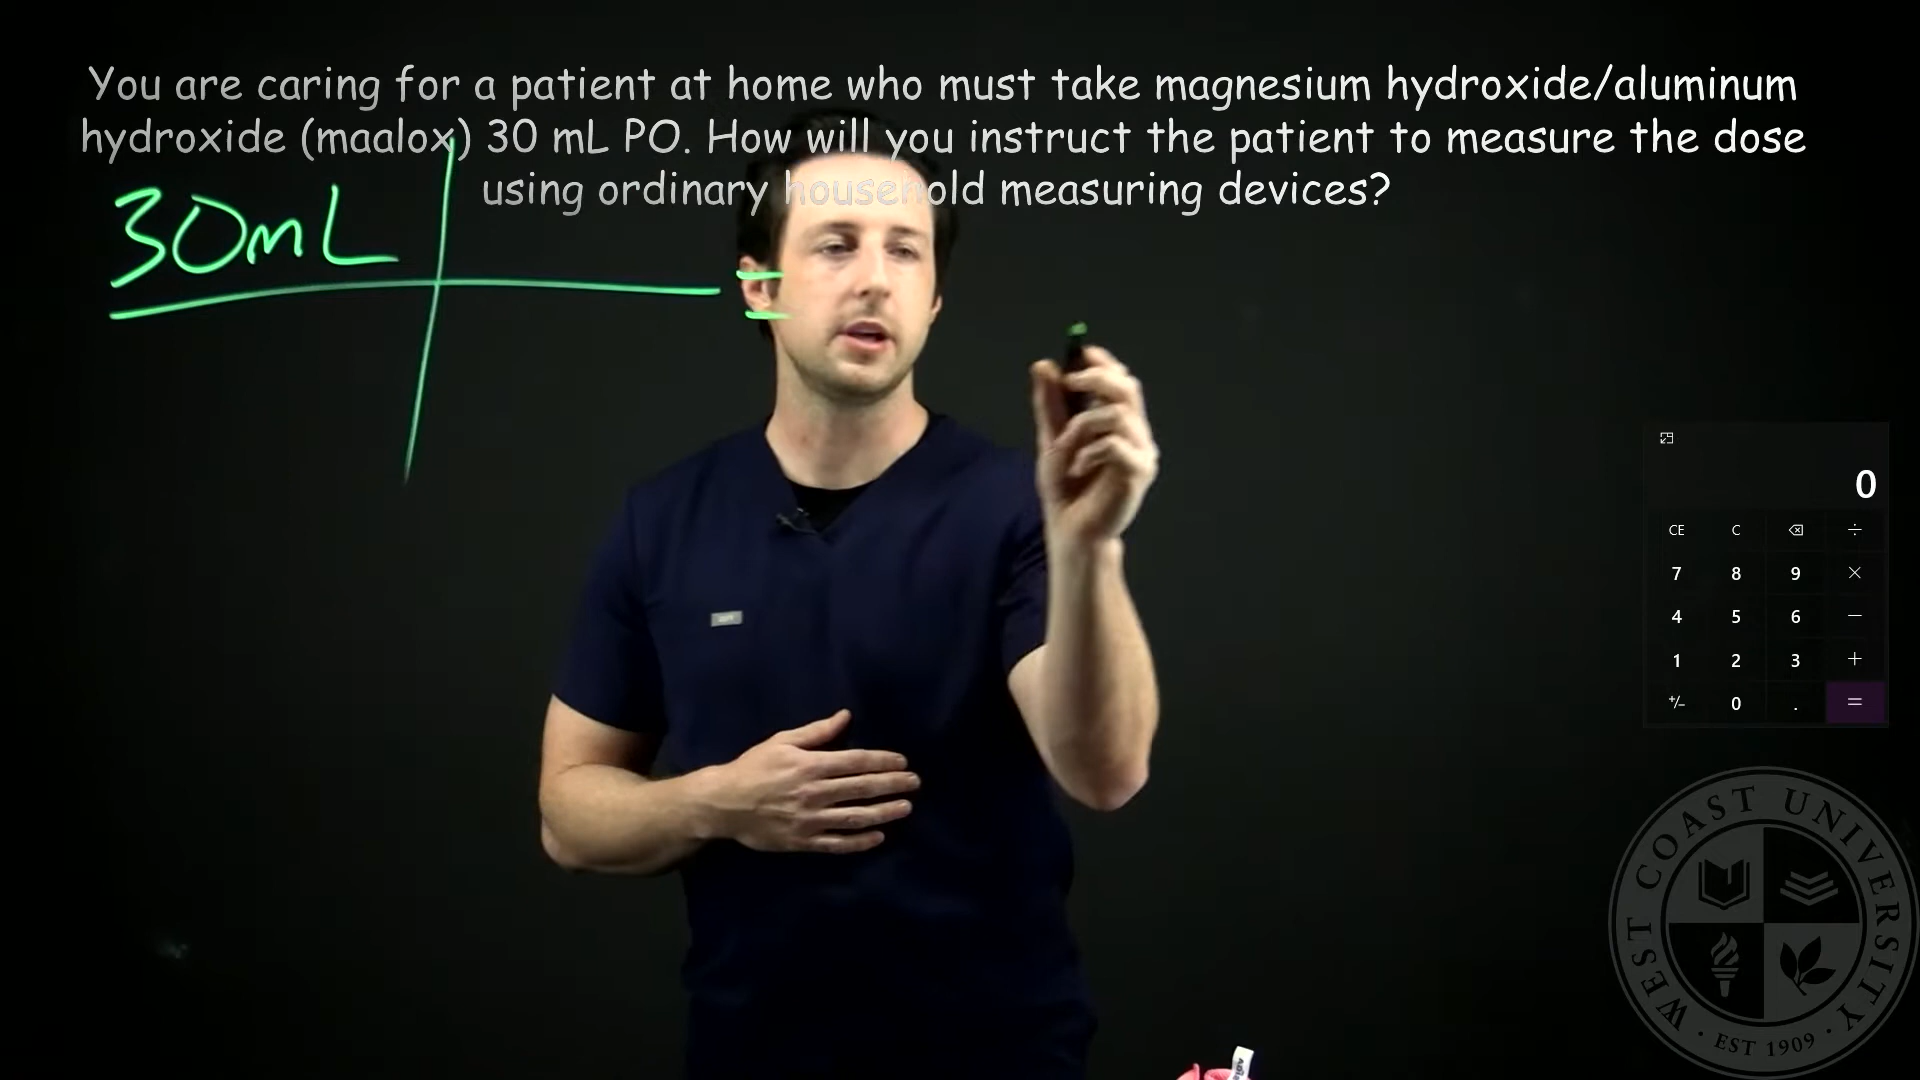 You are caring for a patient at home who must take magnesium hydroxide/aluminum
hydroxide (maalox) 30 mL PO. How will you instruct the patient to measure the dose
using ordinary household measuring devices?
30mL
=
0
CE C ÷
7 8 9 ×
4 5 6 −
1 2 3 +
+/− 0 . =
WEST COAST UNIVERSITY
· EST 1909 ·